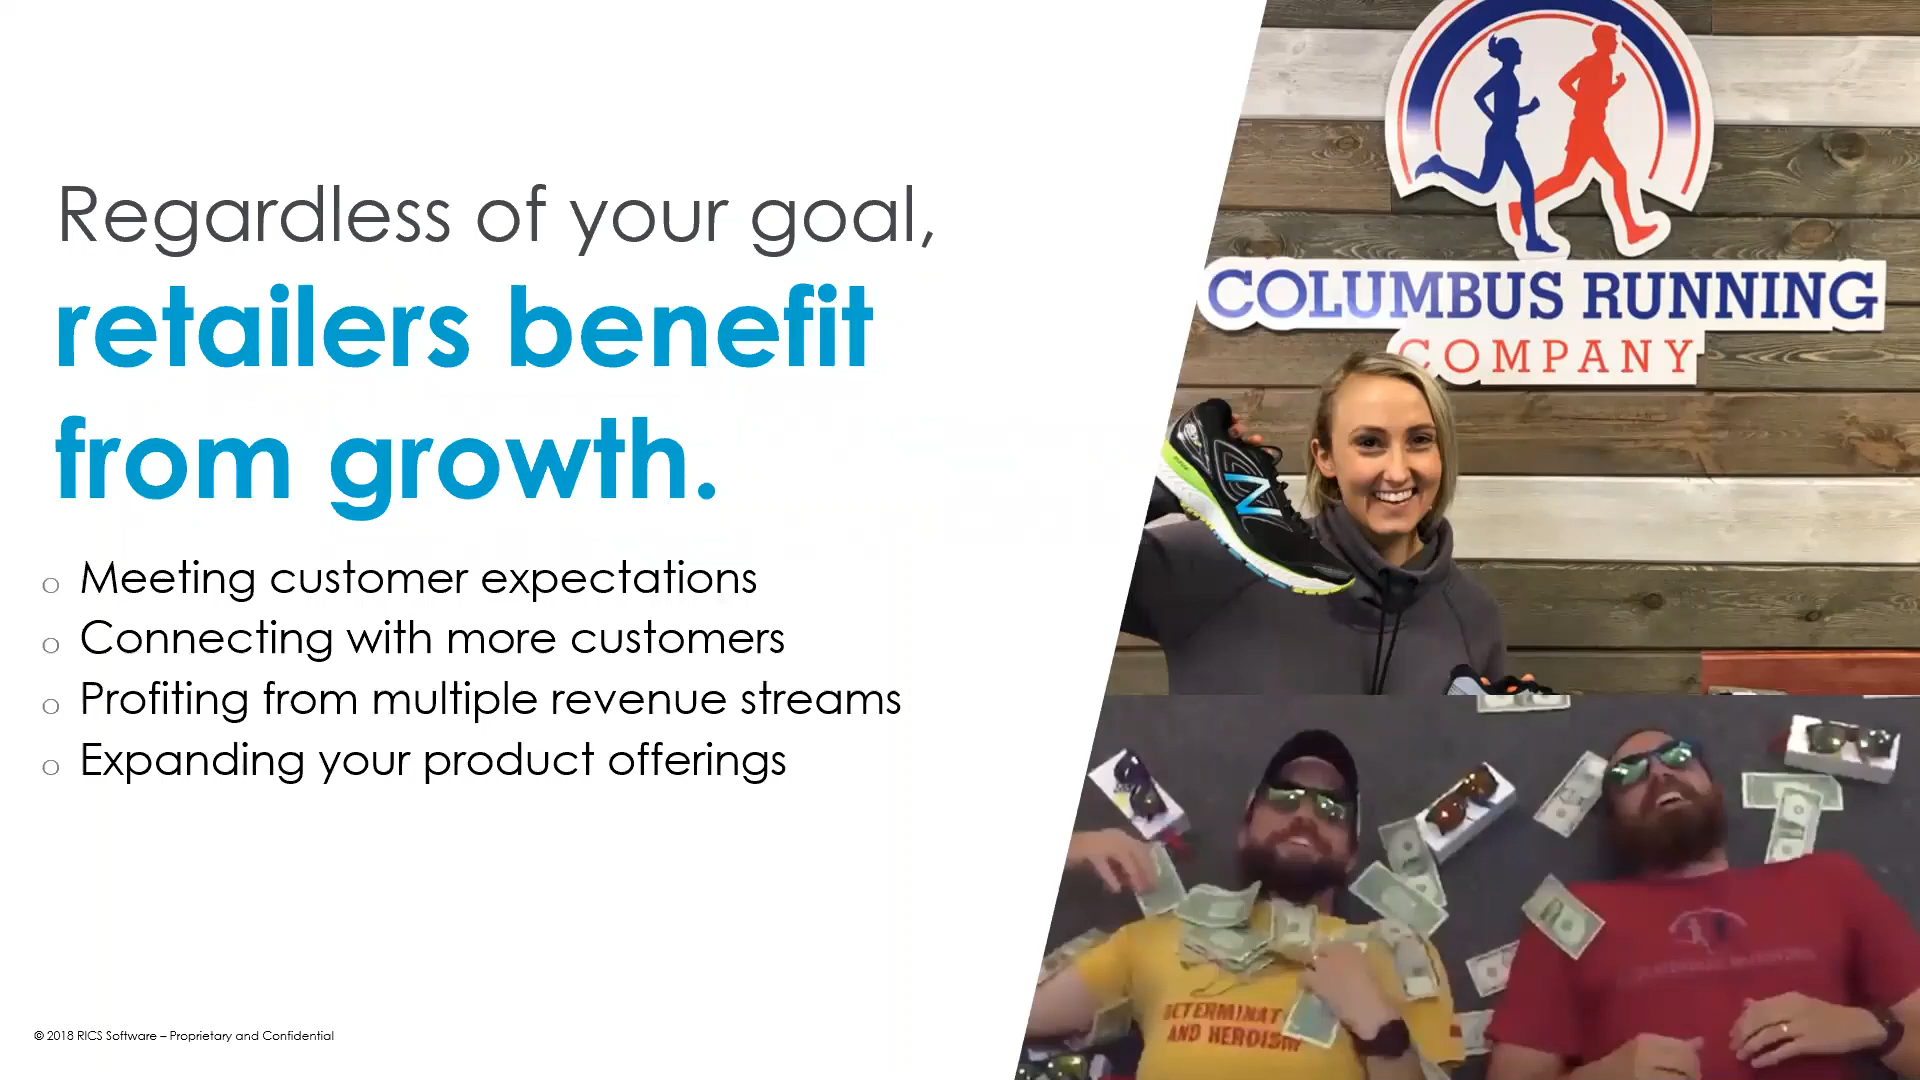 Regardless of your goal,
retailers benefit
from growth.
o Meeting customer expectations
o Connecting with more customers
o Profiting from multiple revenue streams
o Expanding your product offerings
© 2018 RICS Software – Proprietary and Confidential
COLUMBUS RUNNING
COMPANY
N
AND HEROISM